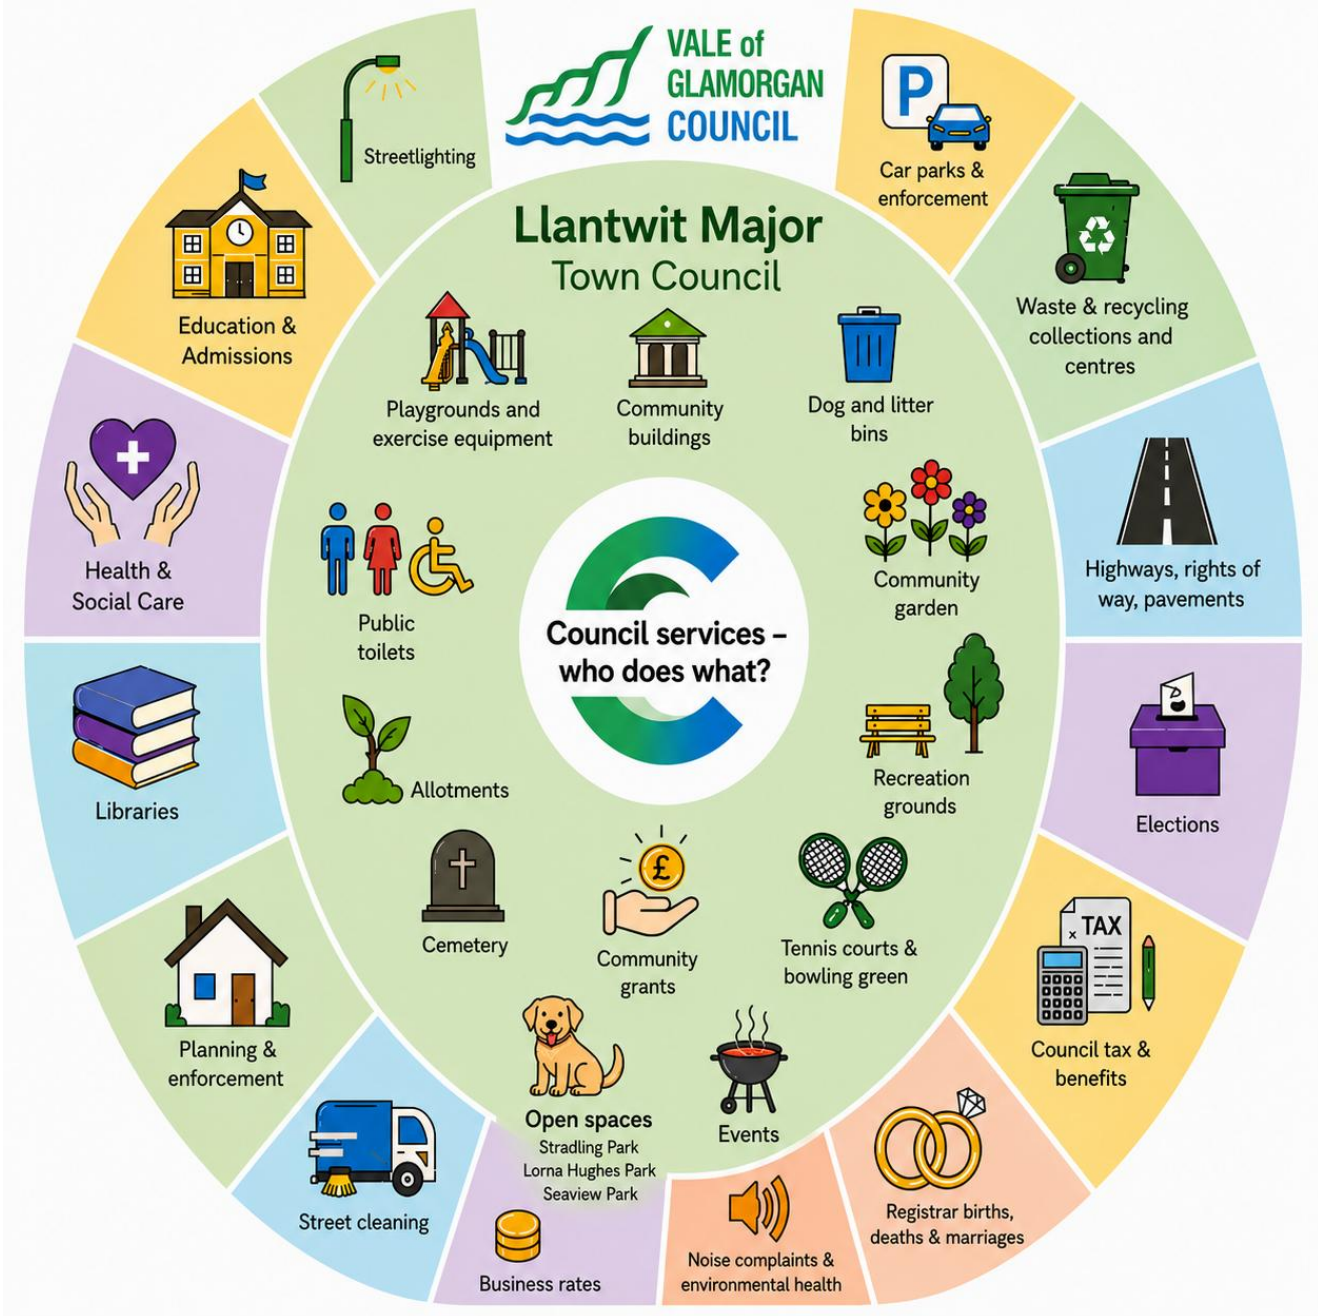 VALE of
GLAMORGAN
COUNCIL
Streetlighting
P
Car parks &
enforcement
Education &
Admissions
Waste & recycling
collections and
centres
Health &
Social Care
Highways, rights of
way, pavements
Libraries
Elections
Planning &
enforcement
TAX
Council tax &
benefits
Street cleaning
Registrar births,
deaths & marriages
Business rates
Noise complaints &
environmental health
Llantwit Major
Town Council
Playgrounds and
exercise equipment
Community
buildings
Dog and litter
bins
Public
toilets
Community
garden
Council services –
who does what?
Allotments
Recreation
grounds
Cemetery
£
Community
grants
Tennis courts &
bowling green
Open spaces
Stradling Park
Lorna Hughes Park
Seaview Park
Events